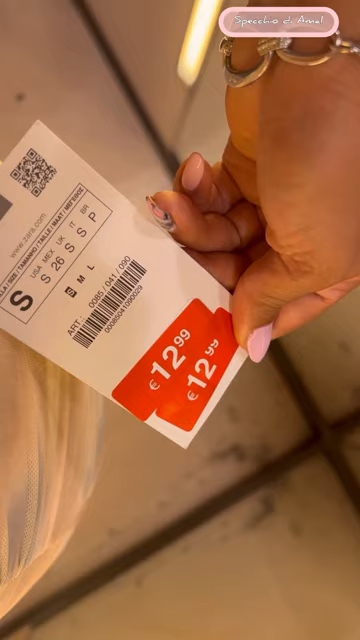 Specchio di Amal
www.zara.com
USA MEX UK IT BR
S
S 26 S S P
S M L
ART.: 0085 / 041 / 090
€12 99
€12 99